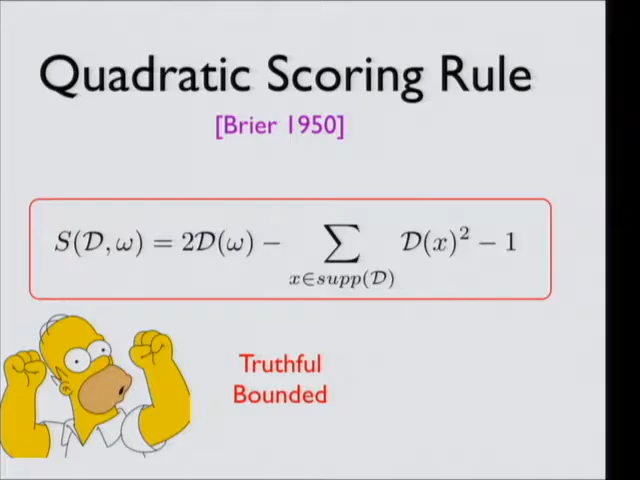 Quadratic Scoring Rule
[Brier 1950]
S(𝒟, ω) = 2𝒟(ω) − ∑ 𝒟(x)² − 1
x∈supp(𝒟)
Truthful
Bounded